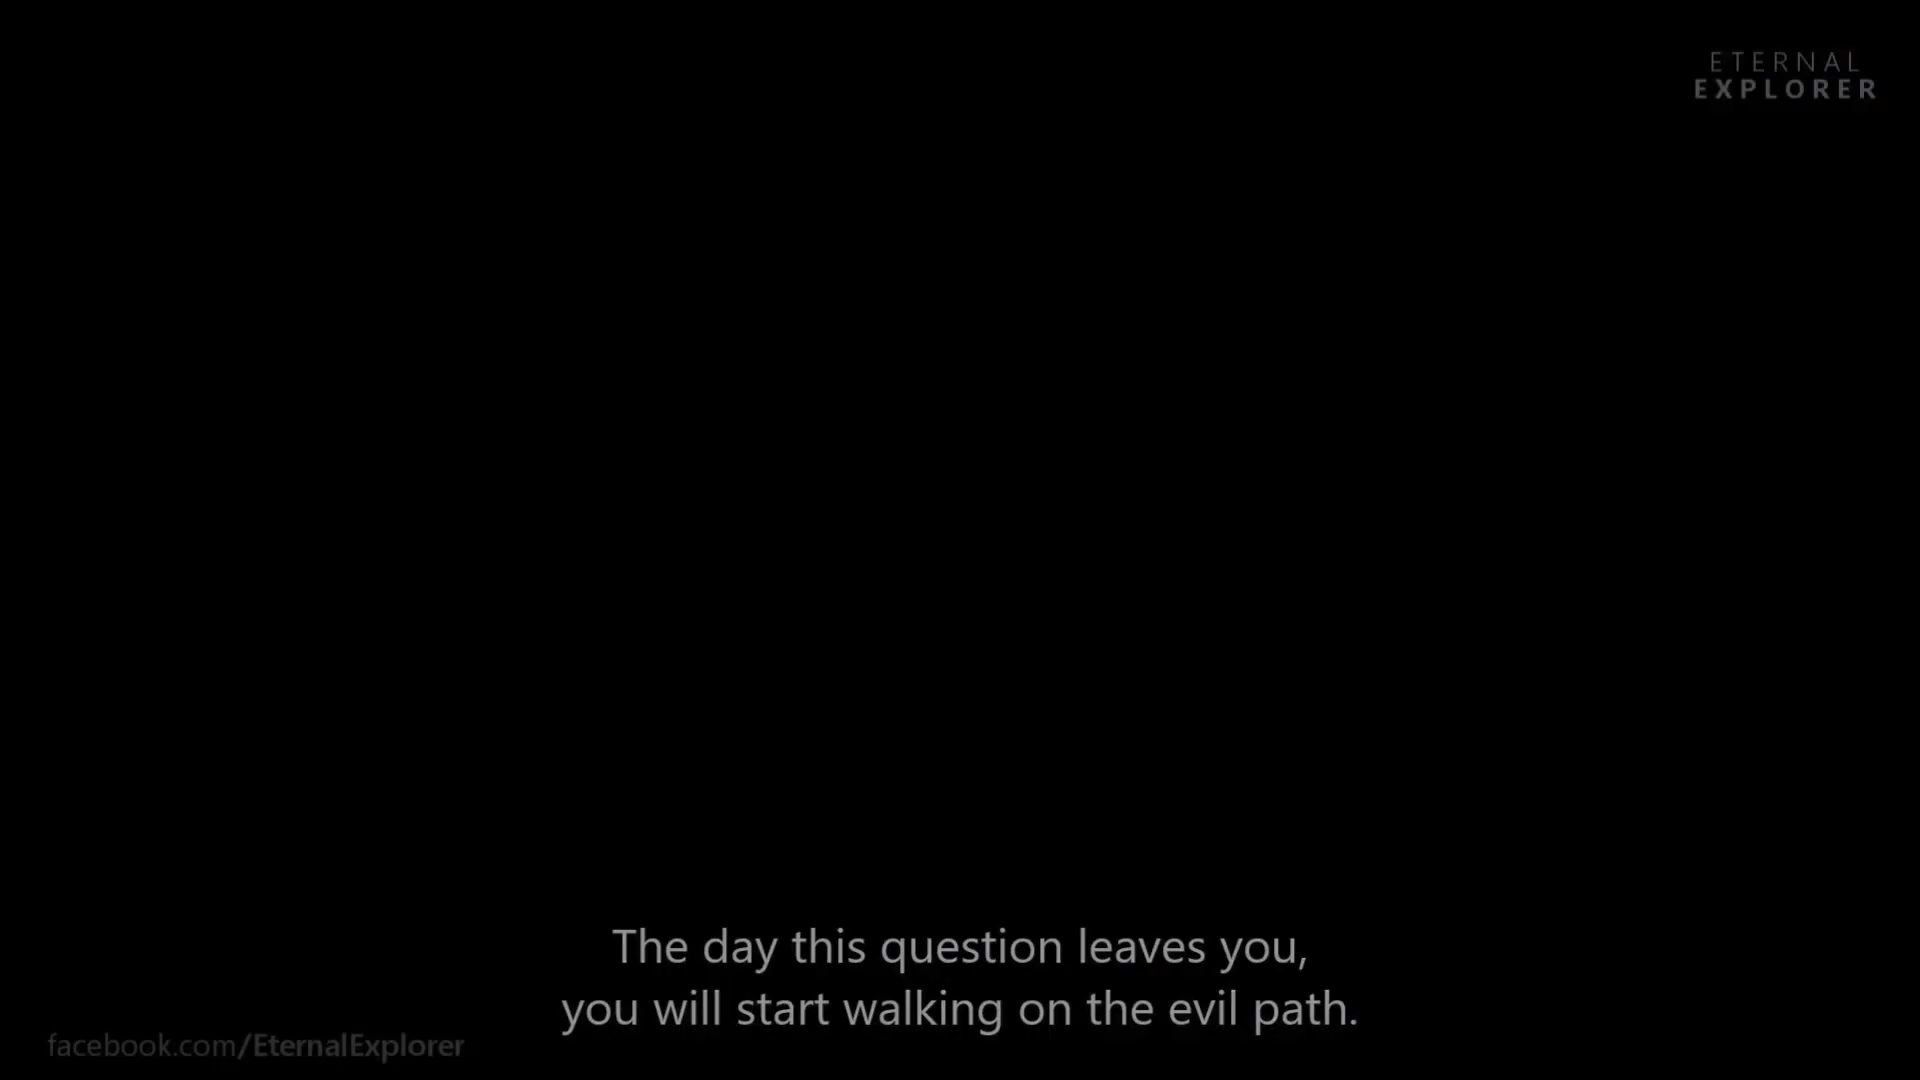 ETERNAL
EXPLORER
The day this question leaves you,
you will start walking on the evil path.
facebook.com/EternalExplorer